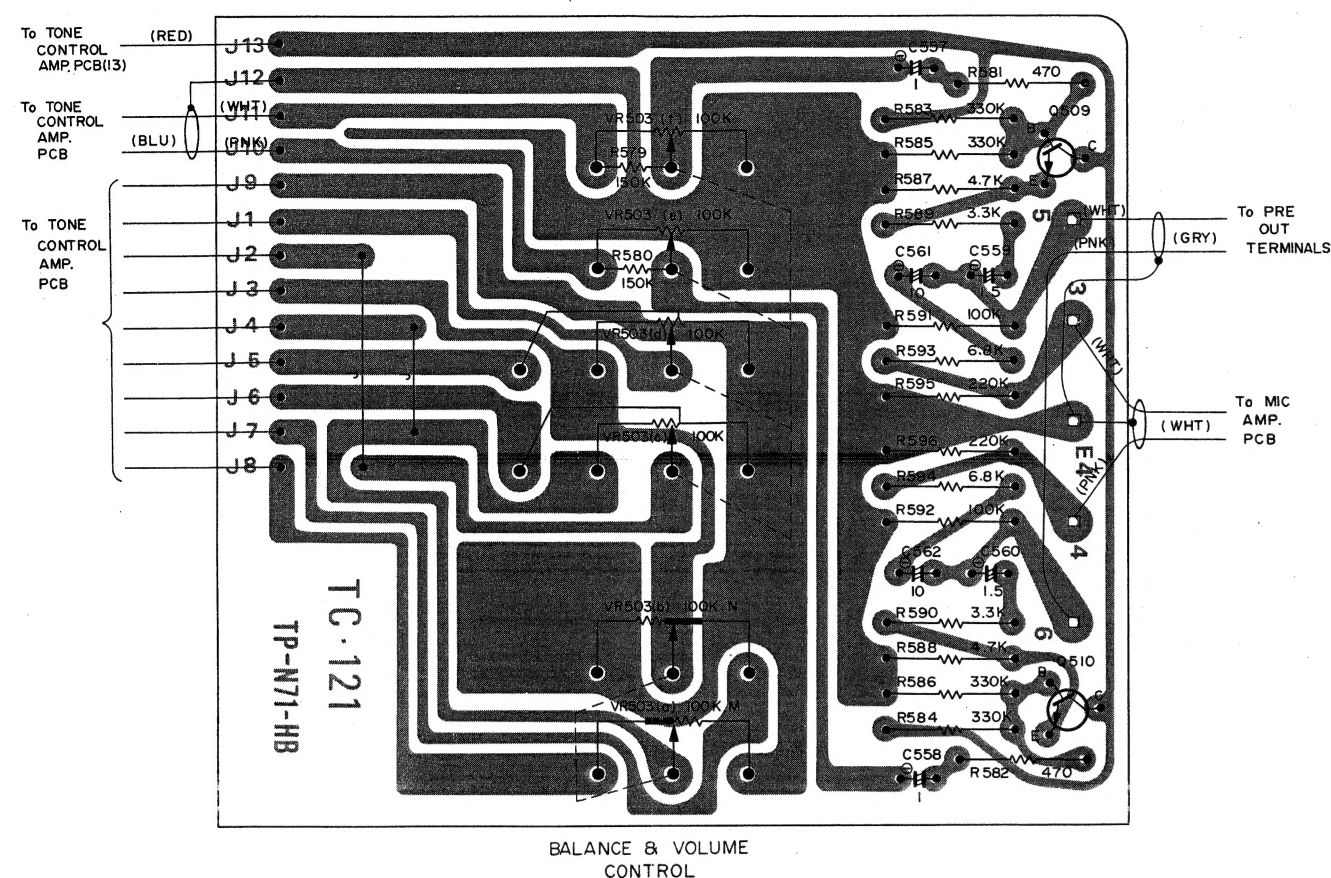 To TONE
CONTROL
AMP. PCB(13)
(RED)
J13
J12
To TONE
CONTROL
AMP.
PCB
(BLU)
(WHT)
J11
(PNK)
J10
J9
J1
To TONE
CONTROL
AMP.
PCB
J2
J3
J4
J5
J6
J7
J8
VR503 (f) 100K
R579
150K
VR503 (e) 100K
R580
150K
VR503(d) 100K
VR503(c) 100K
VR503(b) 100K N
VR503(a) 100K M
TC-121
TP-N71-HB
C557
1
R581 470
R583 330K
Q509
B
C
E
R585 330K
R587 4.7K
R589 3.3K
5
(WHT)
(PNK)
C561
10
C559
1.5
3
R591 100K
R593 6.8K
R595 220K
(WHT)
E
R596 220K
R594 6.8K
(PNK)
R592 100K
4
C562
10
C560
1.5
R590 3.3K
6
R588 4.7K
Q510
B
C
E
R586 330K
R584 330K
C558
1
R582 470
To PRE
OUT
TERMINALS
(GRY)
To MIC
AMP.
PCB
(WHT)
BALANCE & VOLUME
CONTROL